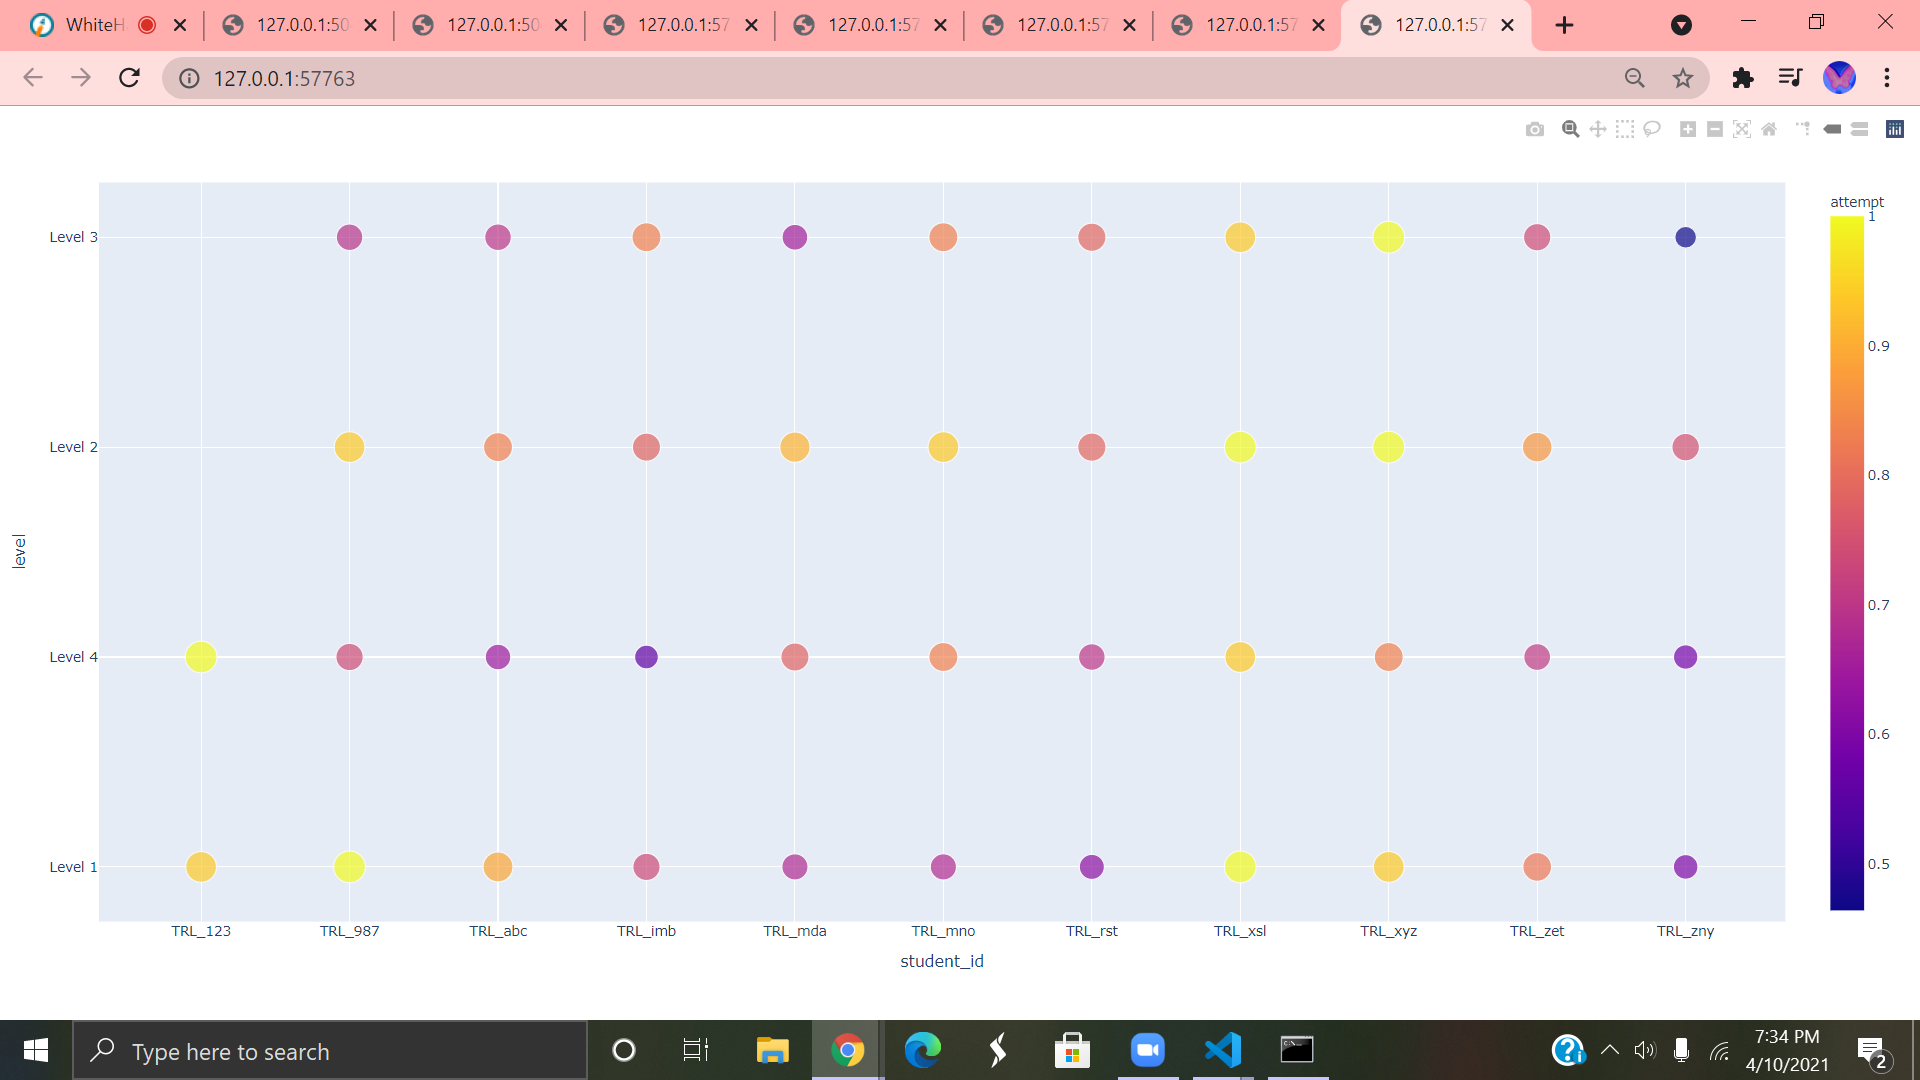 WhiteH
127.0.0.1:50
127.0.0.1:50
127.0.0.1:57
127.0.0.1:57
127.0.0.1:57
127.0.0.1:57
127.0.0.1:57
127.0.0.1:57763
attempt
1
0.9
0.8
0.7
0.6
0.5
Level 3
Level 2
Level 4
Level 1
level
TRL_123 TRL_987 TRL_abc TRL_imb TRL_mda TRL_mno TRL_rst TRL_xsl TRL_xyz TRL_zet TRL_zny
student_id
Type here to search
7:34 PM
4/10/2021
2